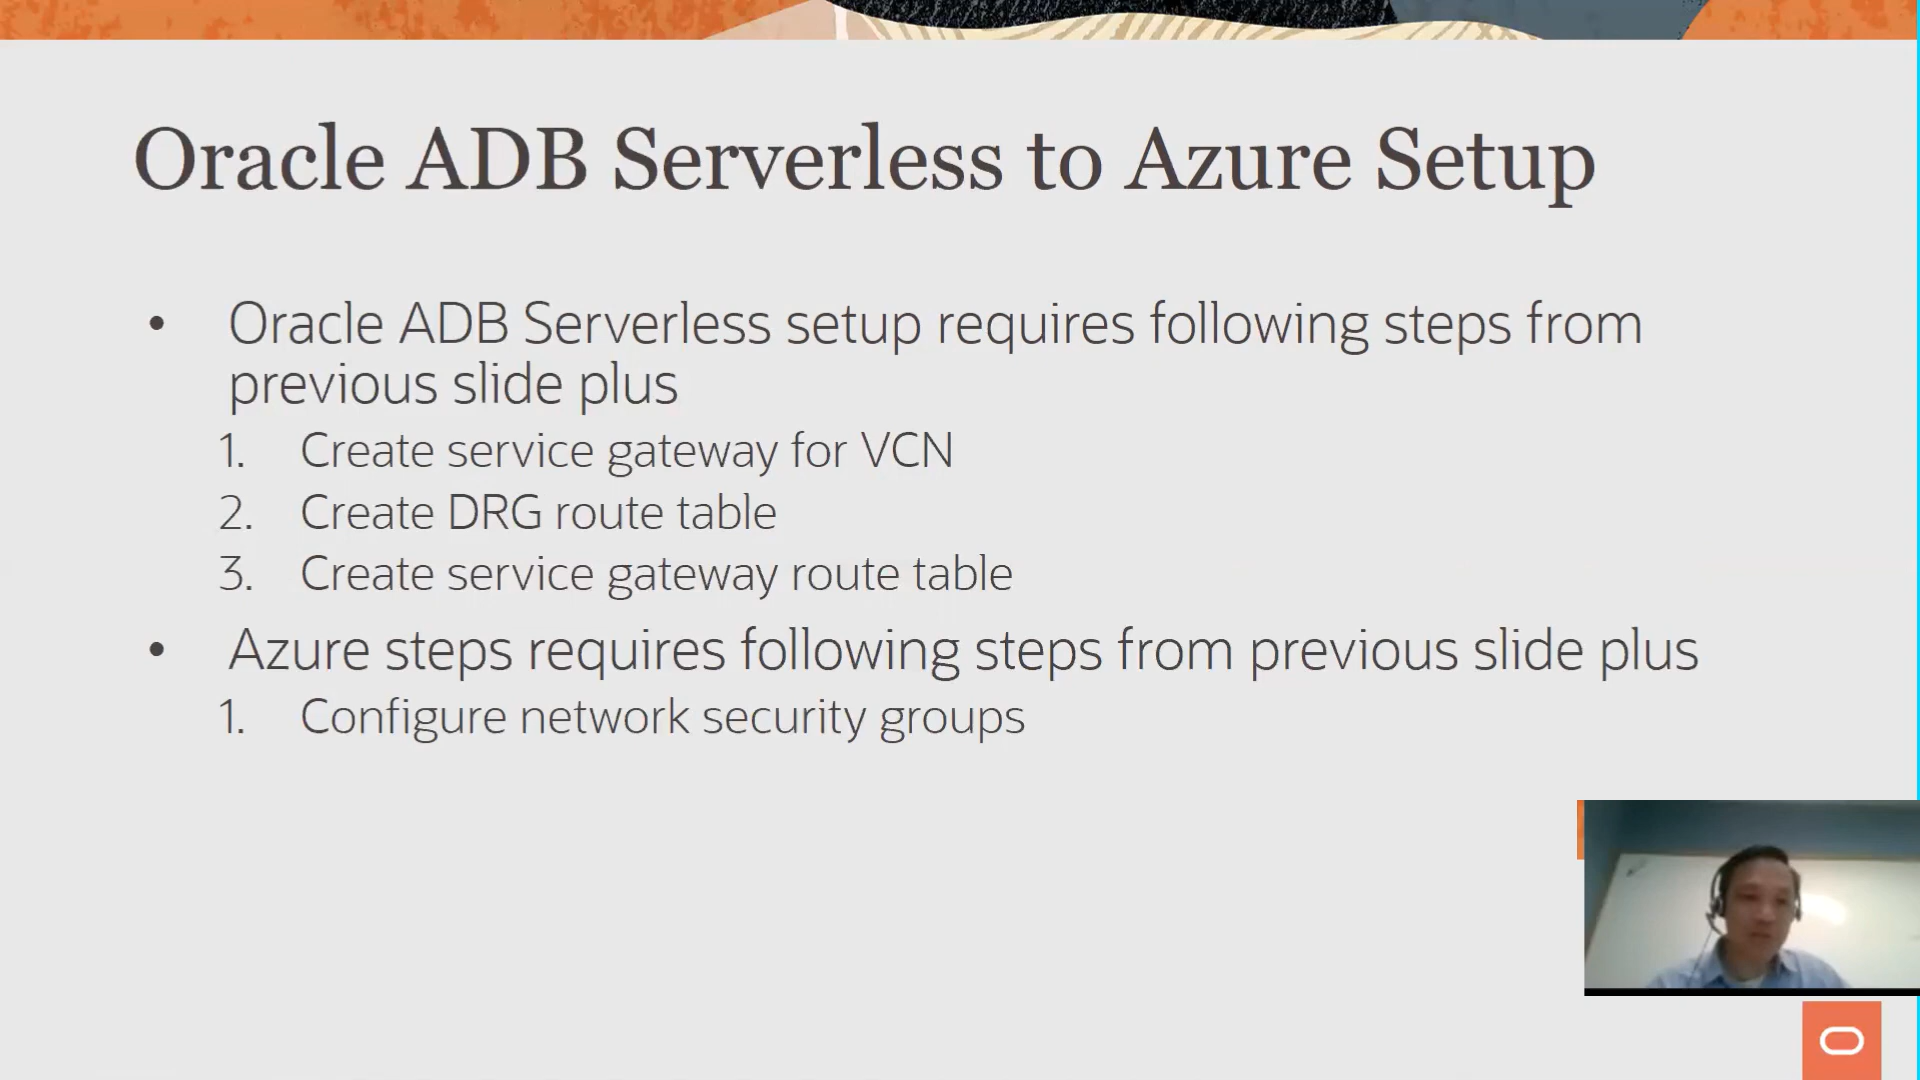 Oracle ADB Serverless to Azure Setup
• Oracle ADB Serverless setup requires following steps from
previous slide plus
1. Create service gateway for VCN
2. Create DRG route table
3. Create service gateway route table
• Azure steps requires following steps from previous slide plus
1. Configure network security groups